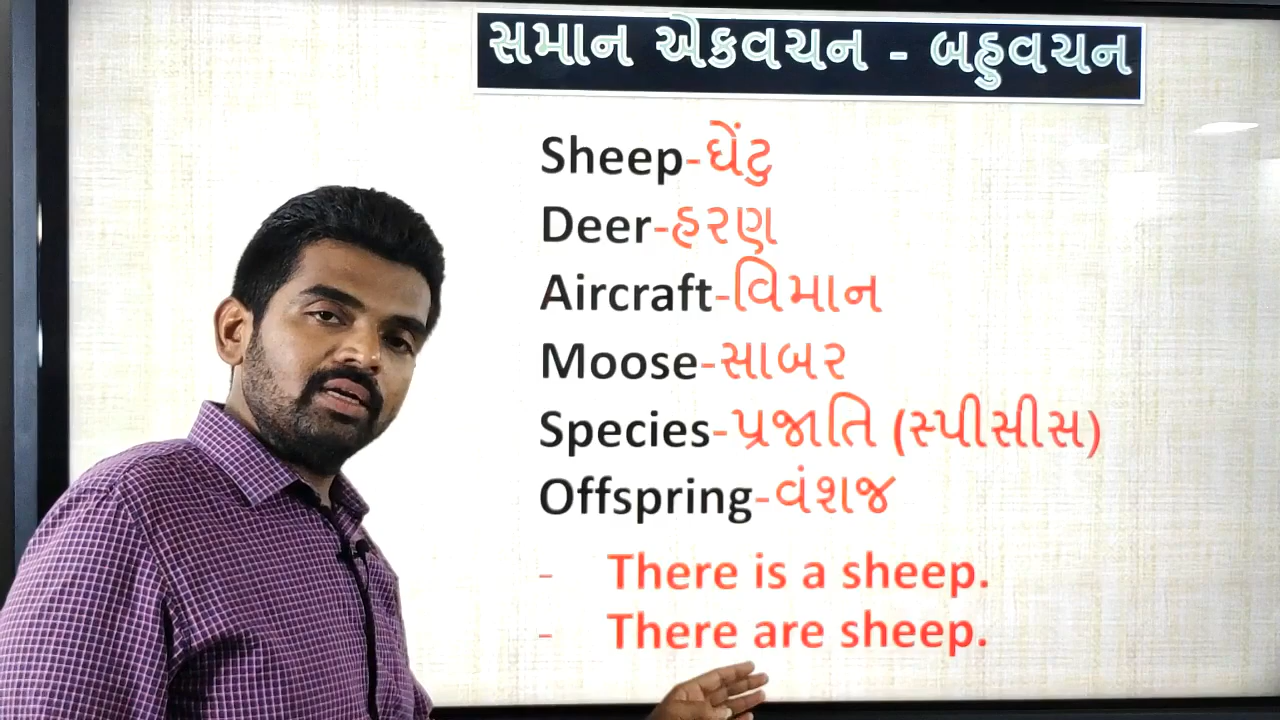 સમાન એકવચન - બહુવચન
Sheep-ઘેંટુ
Deer-હરણ
Aircraft-વિમાન
Moose-સાબર
Species-પ્રજાતિ (સ્પીસીસ)
Offspring-વંશજ
- There is a sheep.
- There are sheep.